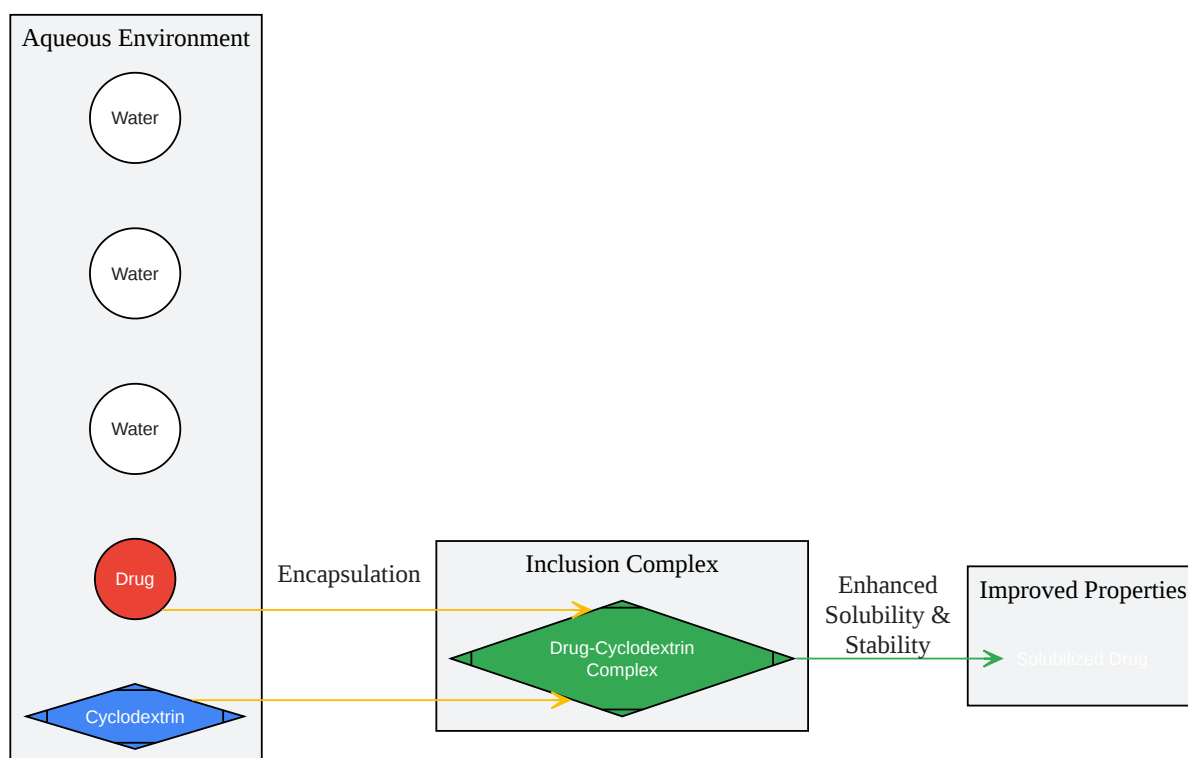 Aqueous Environment
Water
Water
Water
Drug
Cyclodextrin
Encapsulation
Inclusion Complex
Drug-Cyclodextrin
Complex
Enhanced
Solubility &
Stability
Improved Properties
Solubilized Drug